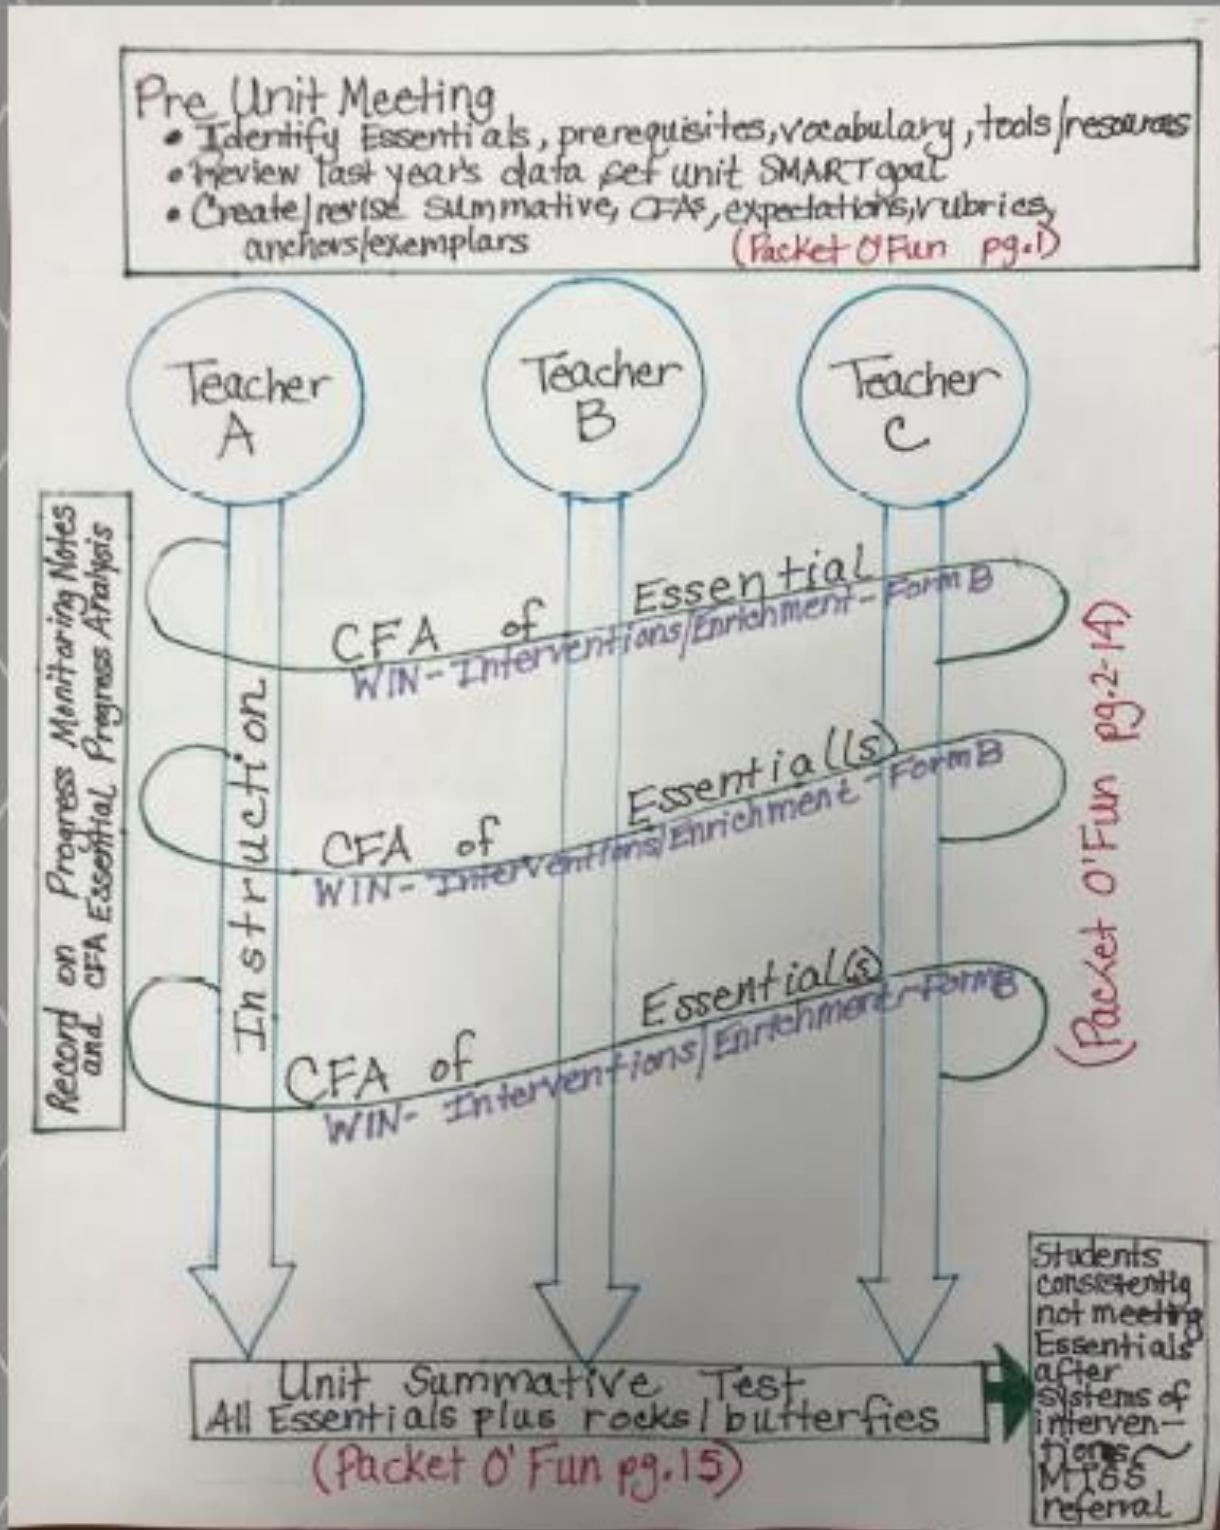 Pre Unit Meeting
• Identify Essentials, prerequisites, vocabulary, tools/resources
• Review last year's data set unit SMART goal
• Create/revise summative, CFAs, expectations, rubrics,
anchors/exemplars (Packet O'Fun pg.1)
Teacher
A
Teacher
B
Teacher
C
Record on Progress Monitoring Notes
and CFA Essential Progress Analysis
Instruction
CFA of Essential
WIN- Interventions/Enrichment- Form B
CFA of Essential(s)
WIN- Interventions/Enrichment- Form B
CFA of Essential(s)
WIN- Interventions/Enrichment- Form B
(Packet O'Fun pg.2-14)
Unit Summative Test
All Essentials plus rocks/butterfies
(Packet O'Fun pg.15)
Students
consistently
not meeting
Essentials
after
systems of
interven-
tions~
MTSS
referral